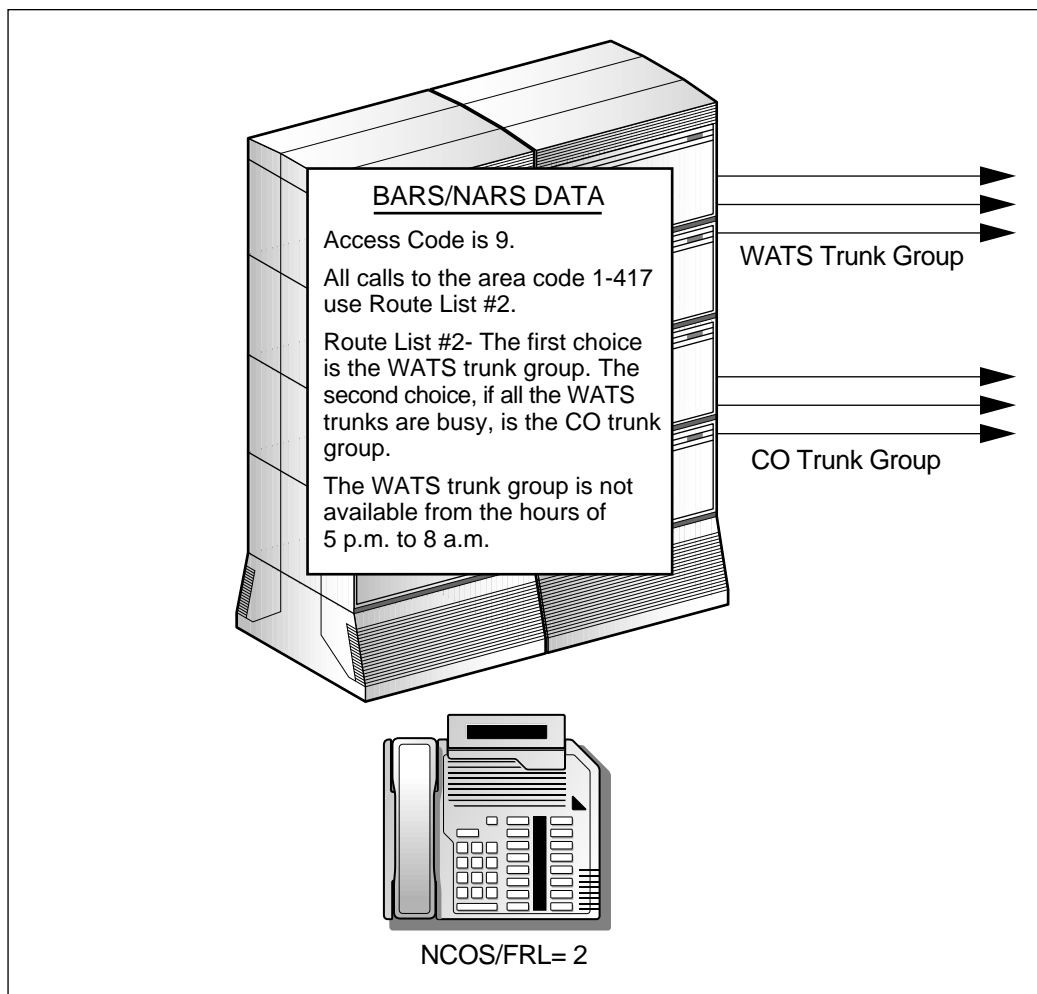 BARS/NARS DATA
Access Code is 9.
All calls to the area code 1-417
use Route List #2.
Route List #2- The first choice
is the WATS trunk group. The
second choice, if all the WATS
trunks are busy, is the CO trunk
group.
The WATS trunk group is not
available from the hours of
5 p.m. to 8 a.m.
WATS Trunk Group
CO Trunk Group
NCOS/FRL= 2